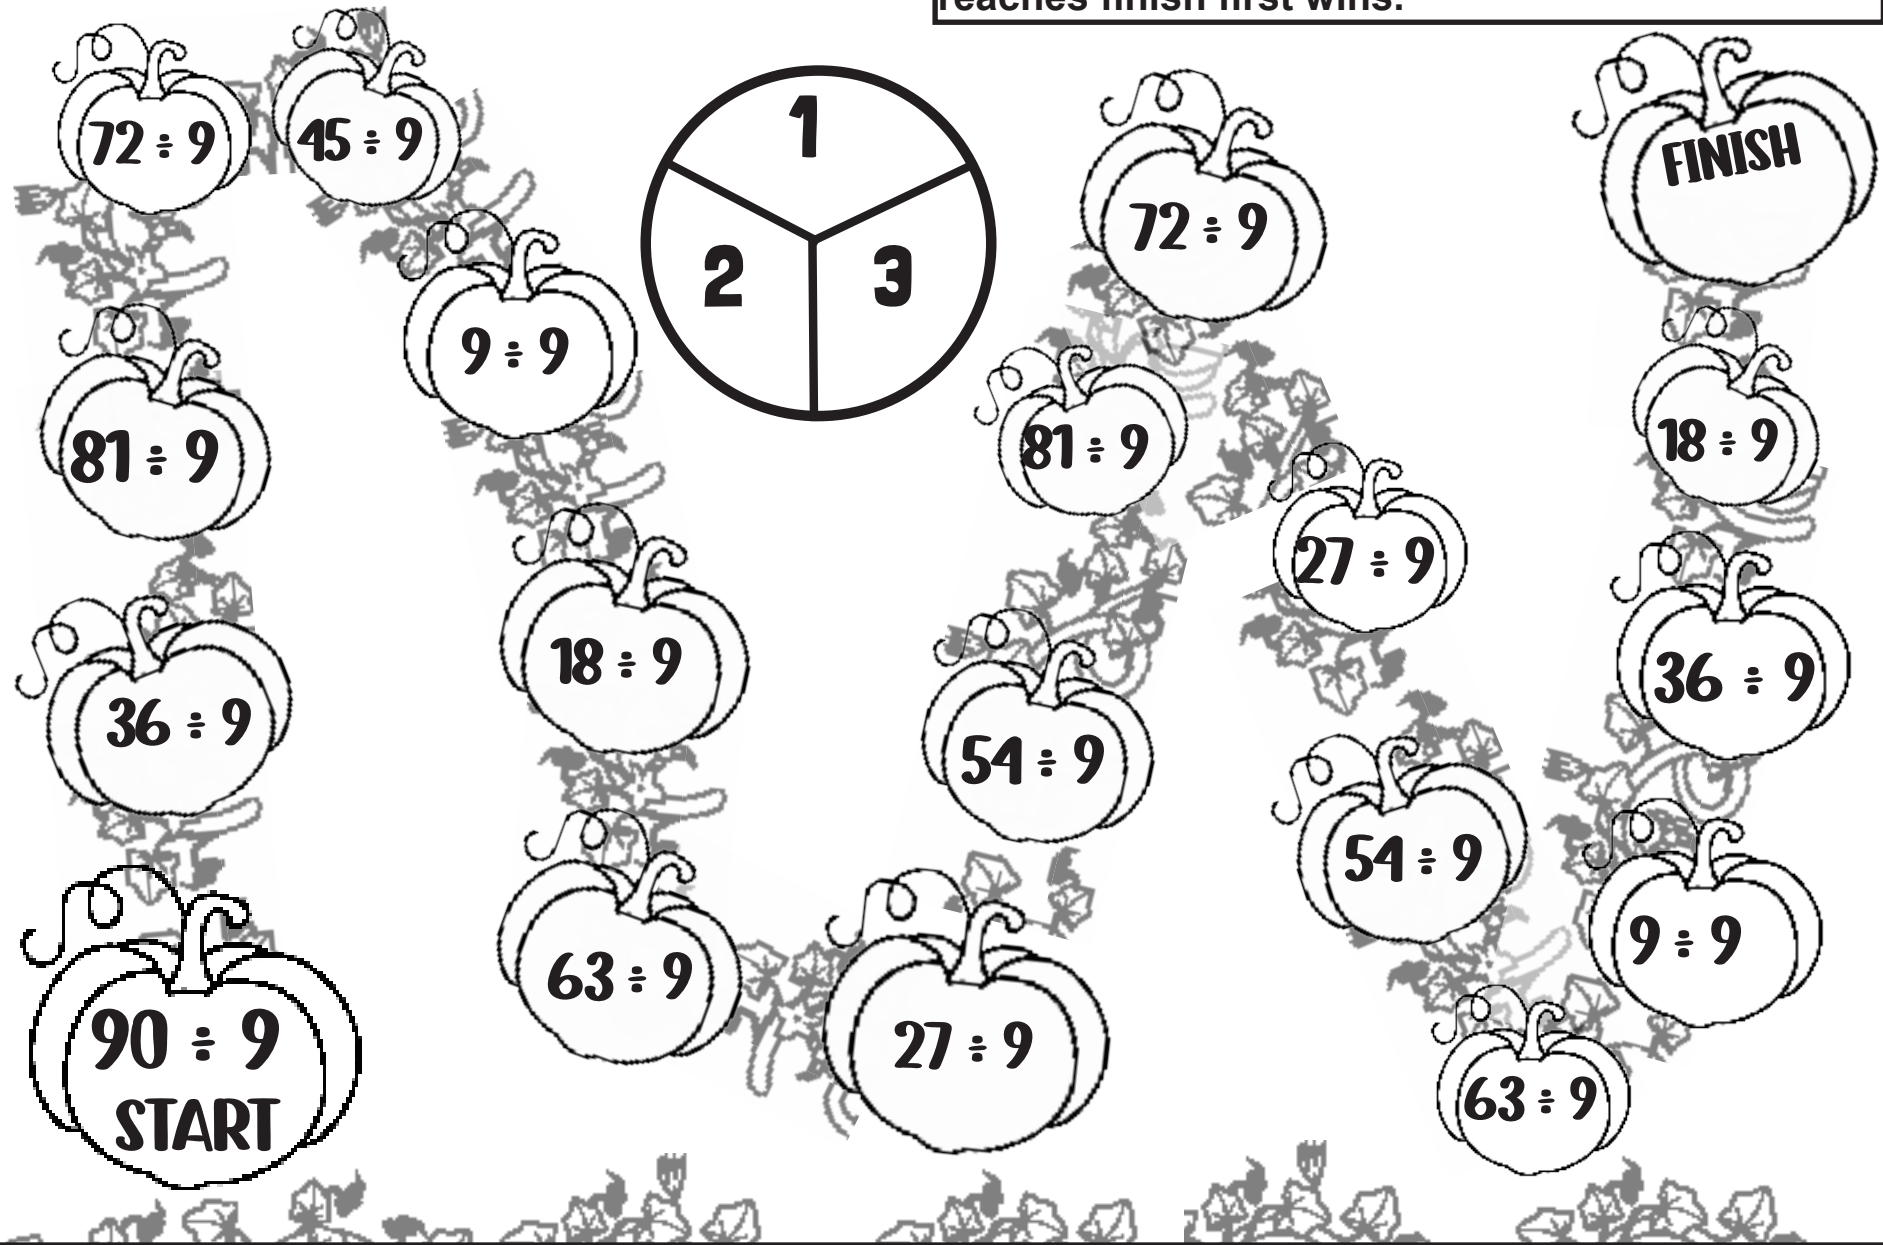 reaches finish first wins.
72 ÷ 9
45 ÷ 9
9 ÷ 9
1
2
3
72 ÷ 9
FINISH
81 ÷ 9
81 ÷ 9
27 ÷ 9
18 ÷ 9
36 ÷ 9
18 ÷ 9
54 ÷ 9
36 ÷ 9
63 ÷ 9
27 ÷ 9
54 ÷ 9
9 ÷ 9
90 ÷ 9
START
63 ÷ 9